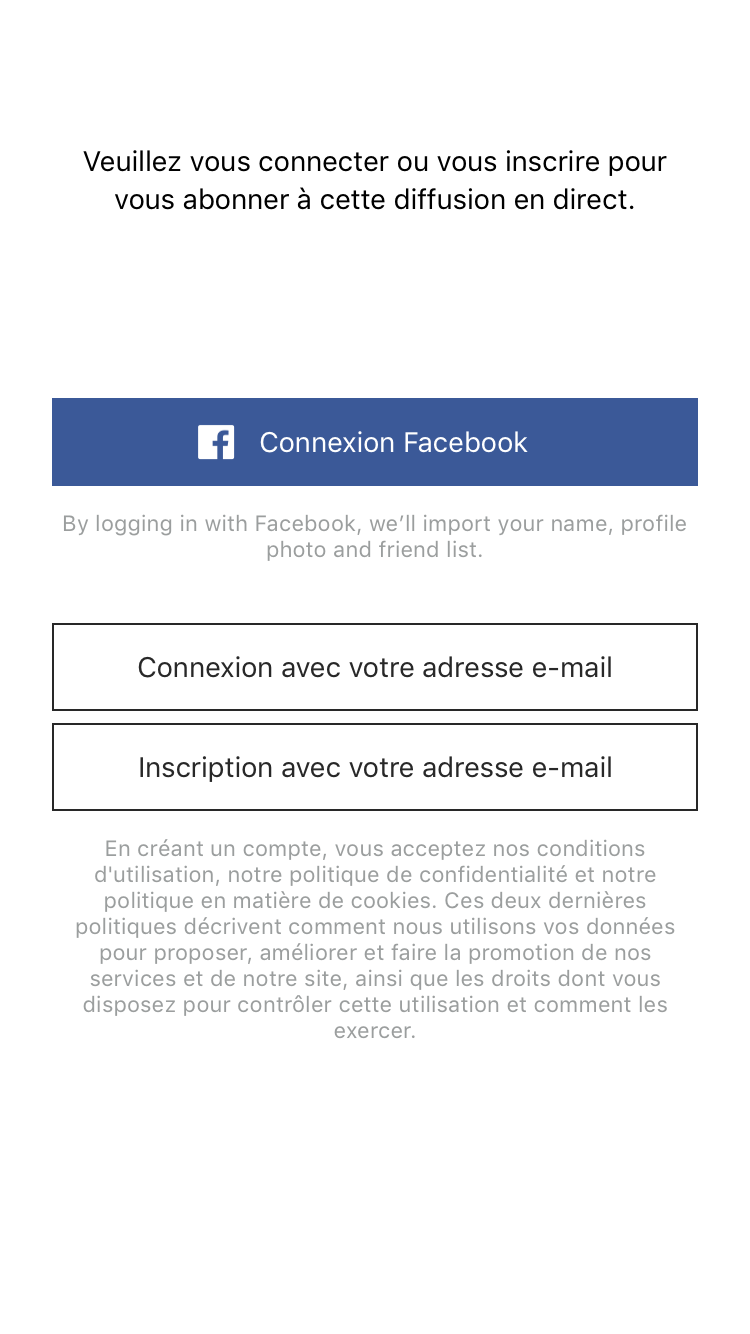 Veuillez vous connecter ou vous inscrire pour
vous abonner à cette diffusion en direct.
Connexion Facebook
By logging in with Facebook, we’ll import your name, profile
photo and friend list.
Connexion avec votre adresse e-mail
Inscription avec votre adresse e-mail
En créant un compte, vous acceptez nos conditions
d'utilisation, notre politique de confidentialité et notre
politique en matière de cookies. Ces deux dernières
politiques décrivent comment nous utilisons vos données
pour proposer, améliorer et faire la promotion de nos
services et de notre site, ainsi que les droits dont vous
disposez pour contrôler cette utilisation et comment les
exercer.